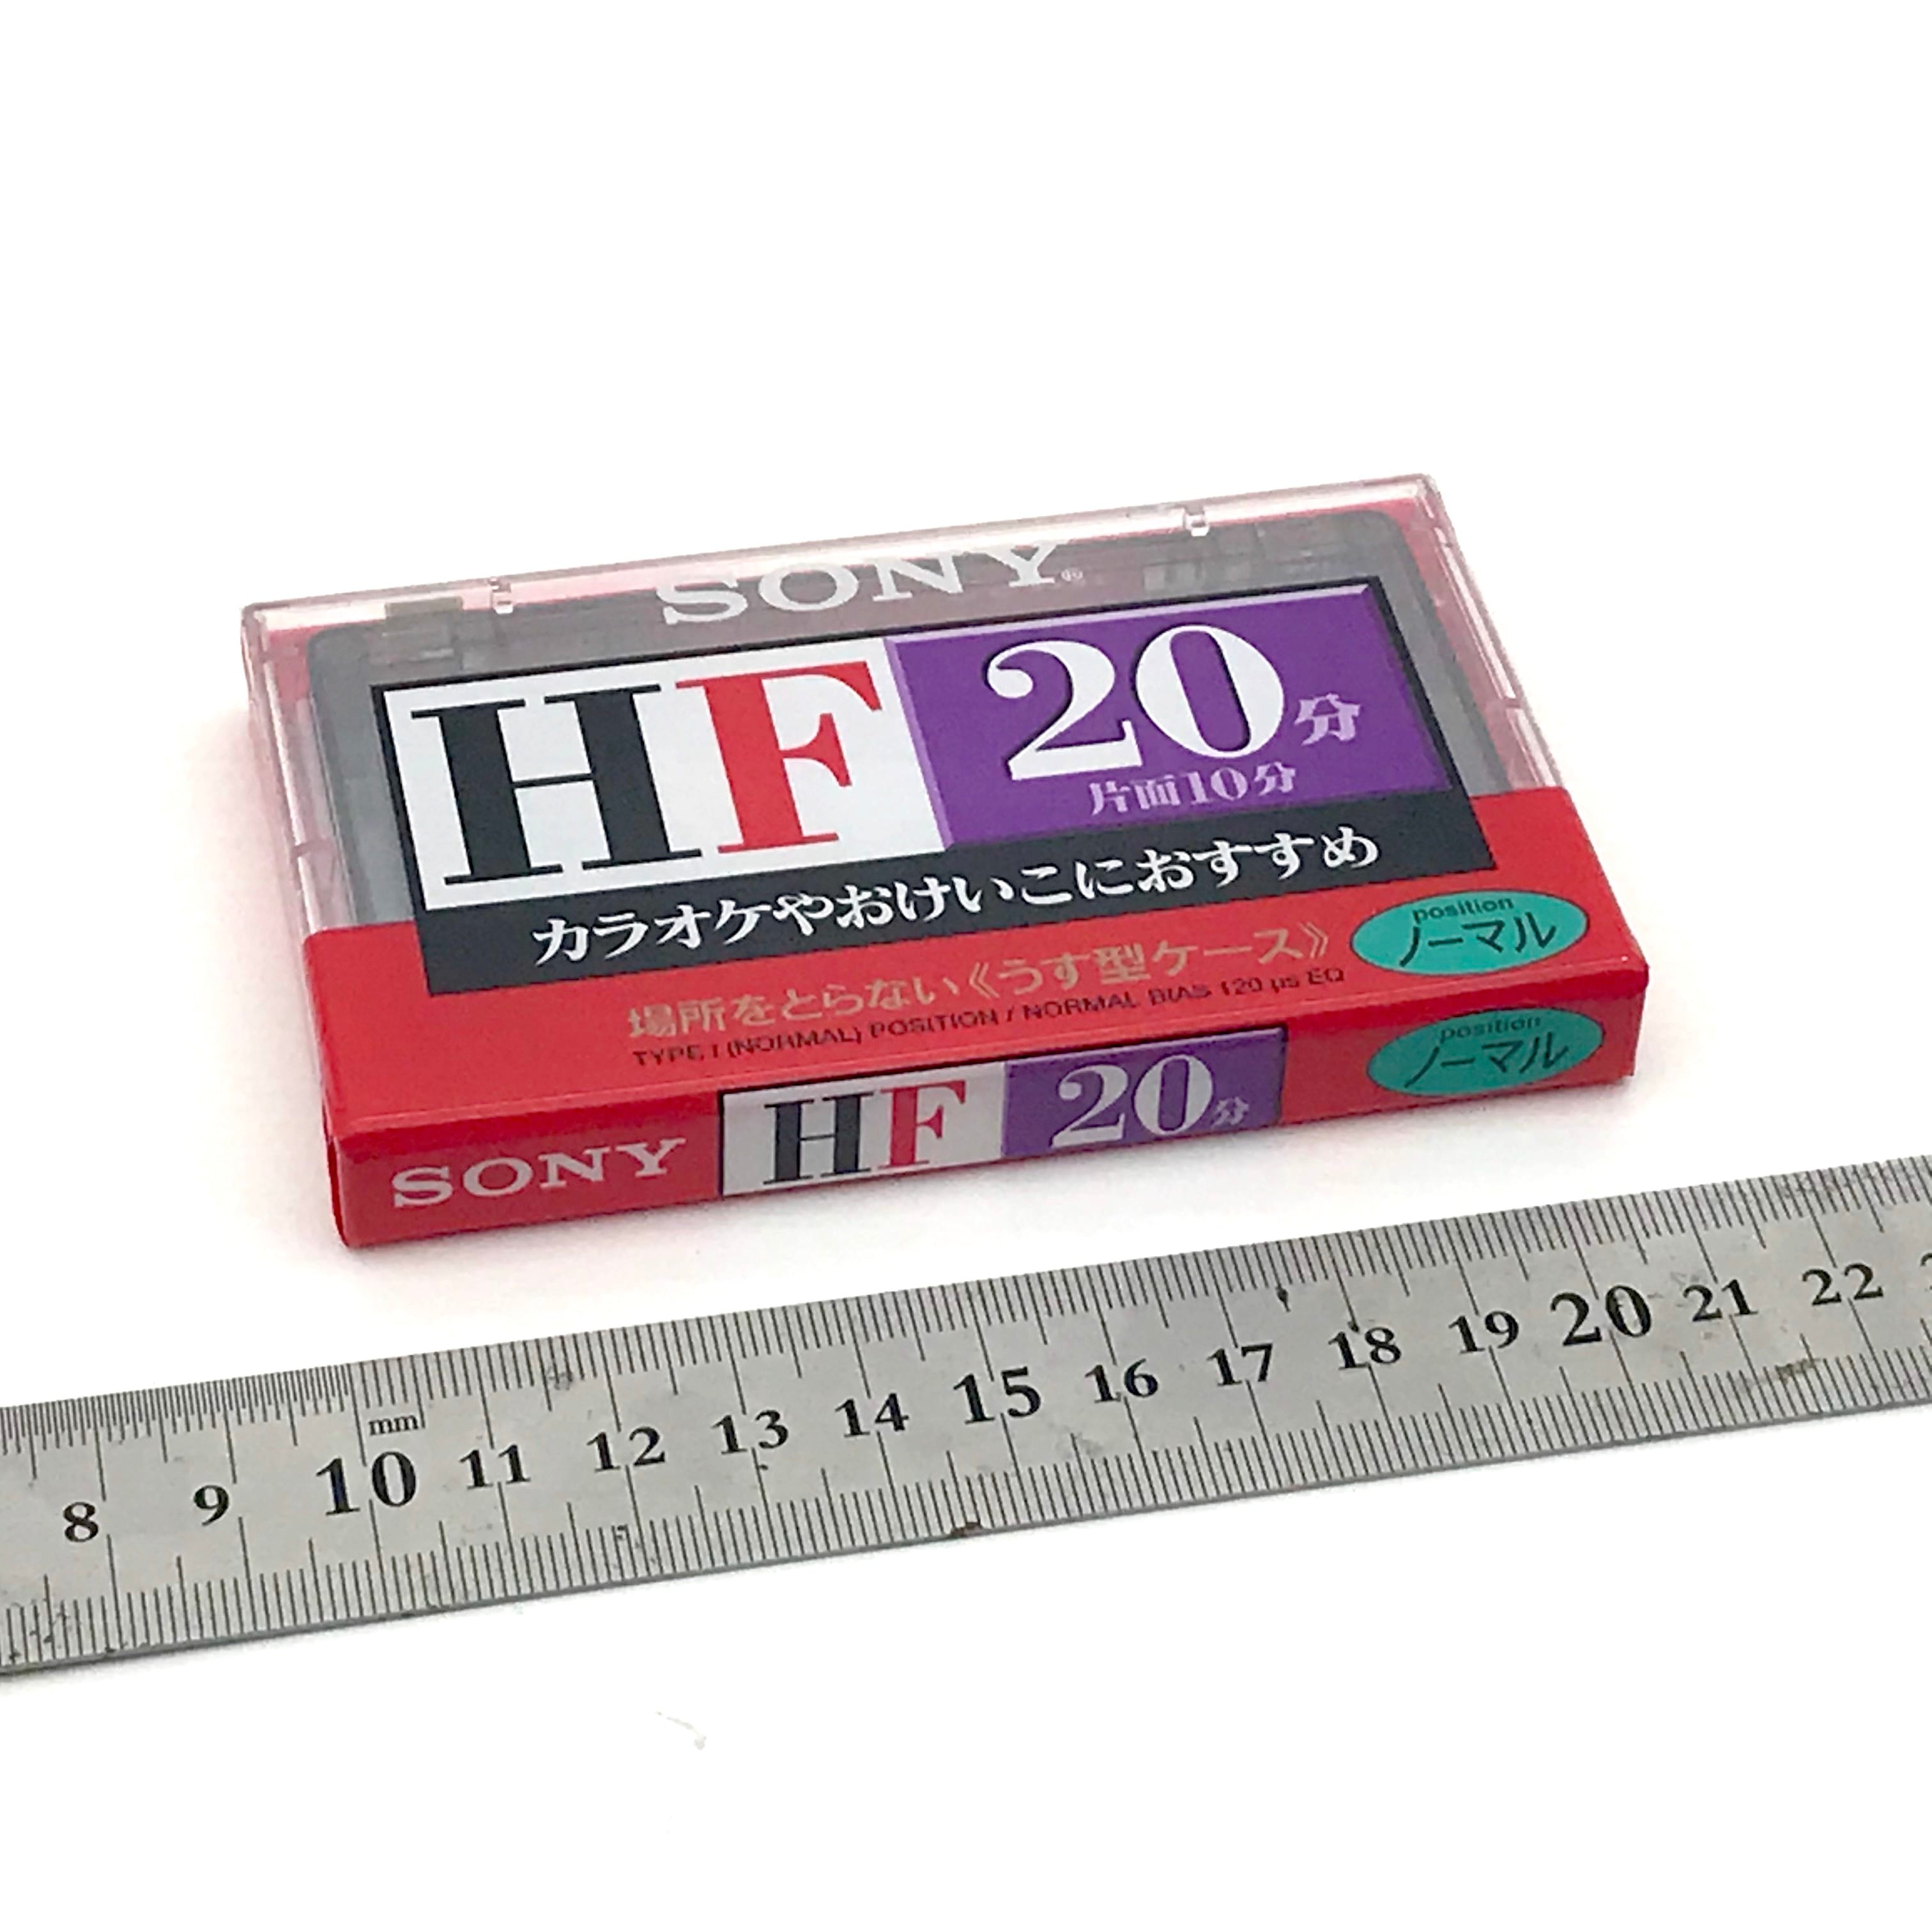 SONY®
HF 20分
片面10分
カラオケやおけいこにおすすめ
場所をとらない《うす型ケース》
TYPE I (NORMAL) POSITION / NORMAL BIAS 120 µs EQ
position
ノーマル
SONY HF 20分
position
ノーマル
mm
8 9 10 11 12 13 14 15 16 17 18 19 20 21 22